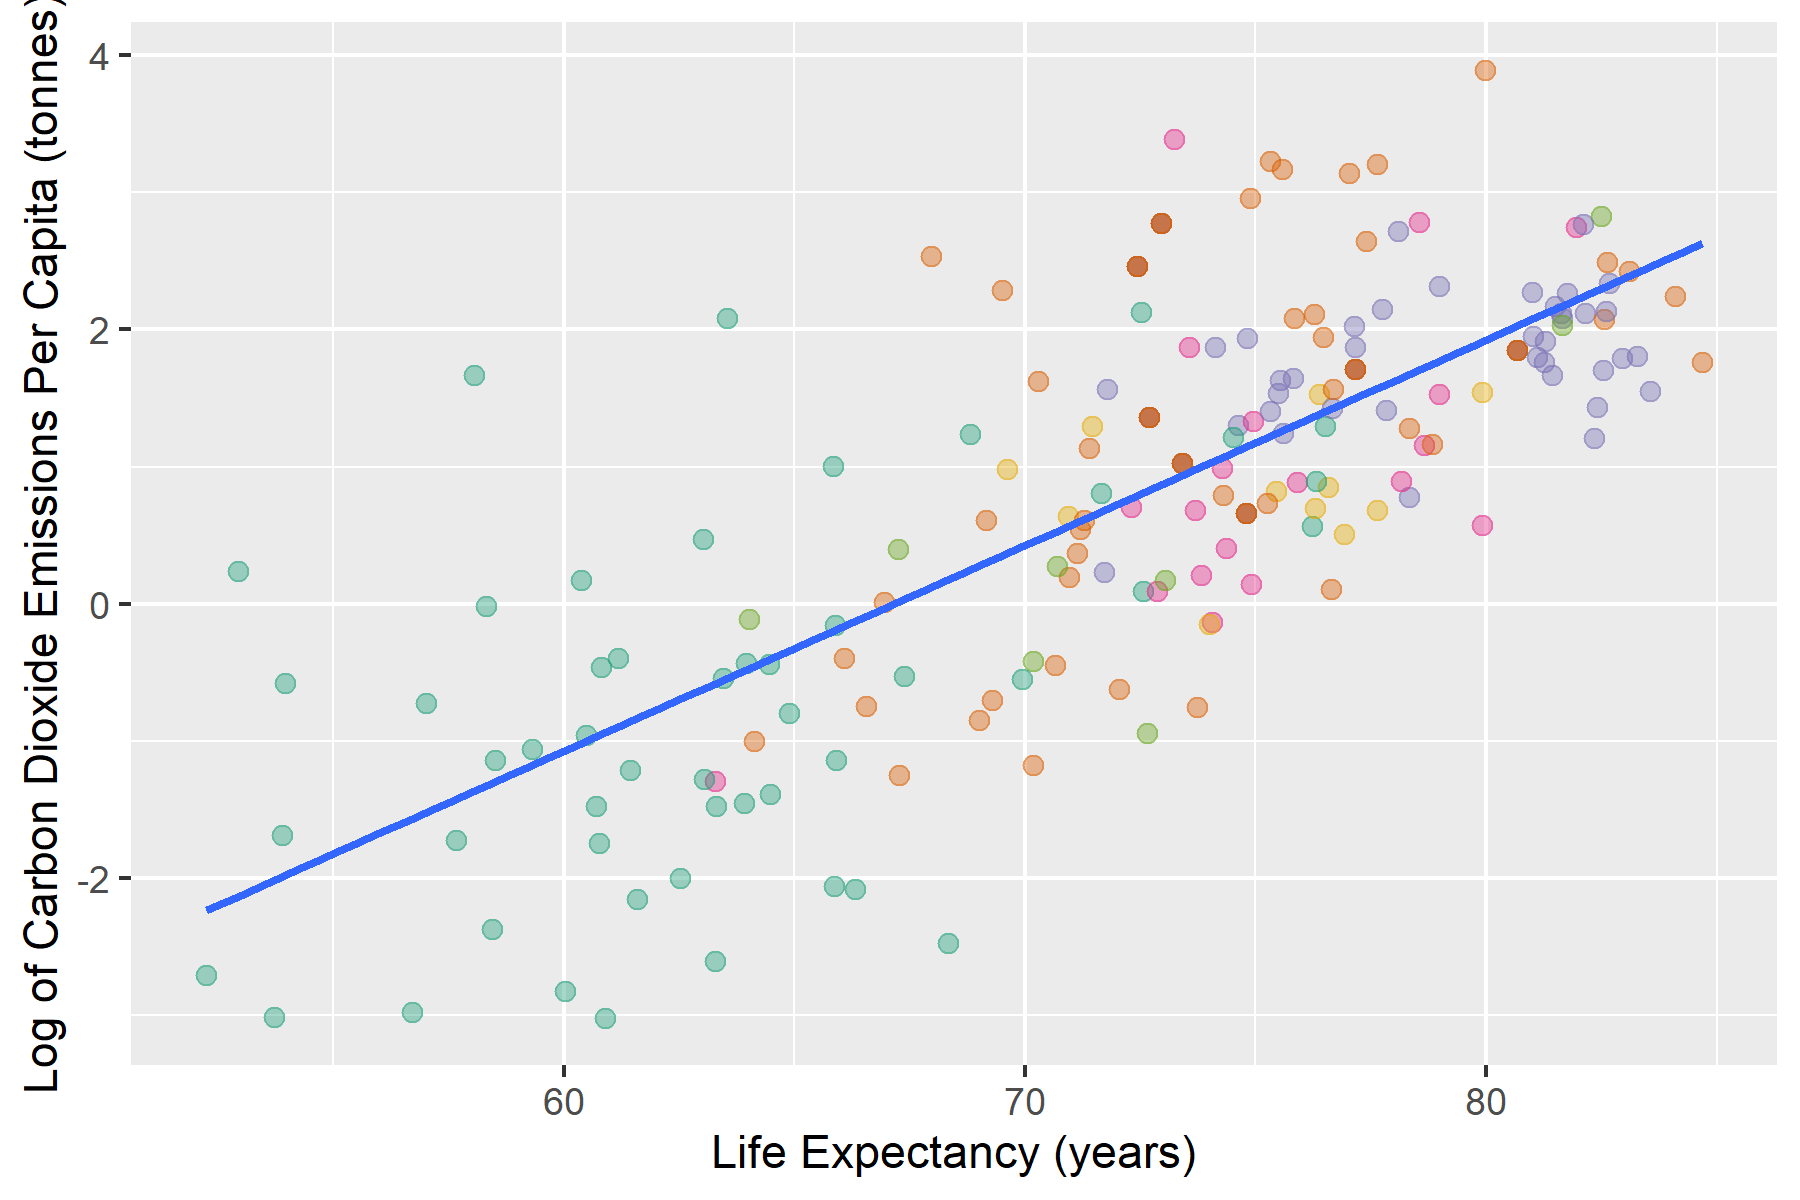 Log of Carbon Dioxide Emissions Per Capita (tonnes)
4
2
0
-2
60 70 80
Life Expectancy (years)